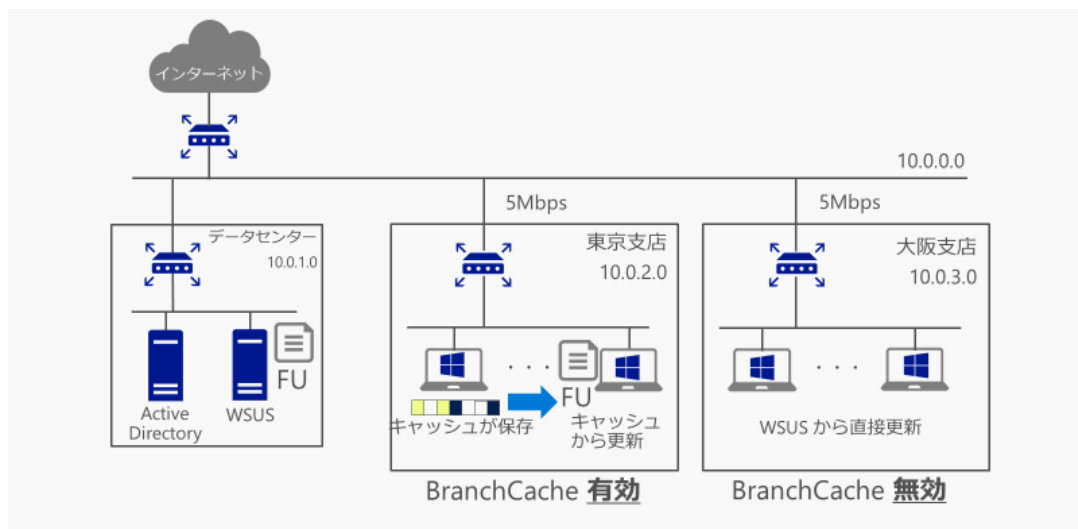 インターネット
10.0.0.0
5Mbps
5Mbps
データセンター
10.0.1.0
FU
Active
Directory
WSUS
東京支店
10.0.2.0
・・・
FU
キャッシュが保存
キャッシュ
から更新
BranchCache 有効
大阪支店
10.0.3.0
・・・
WSUS から直接更新
BranchCache 無効